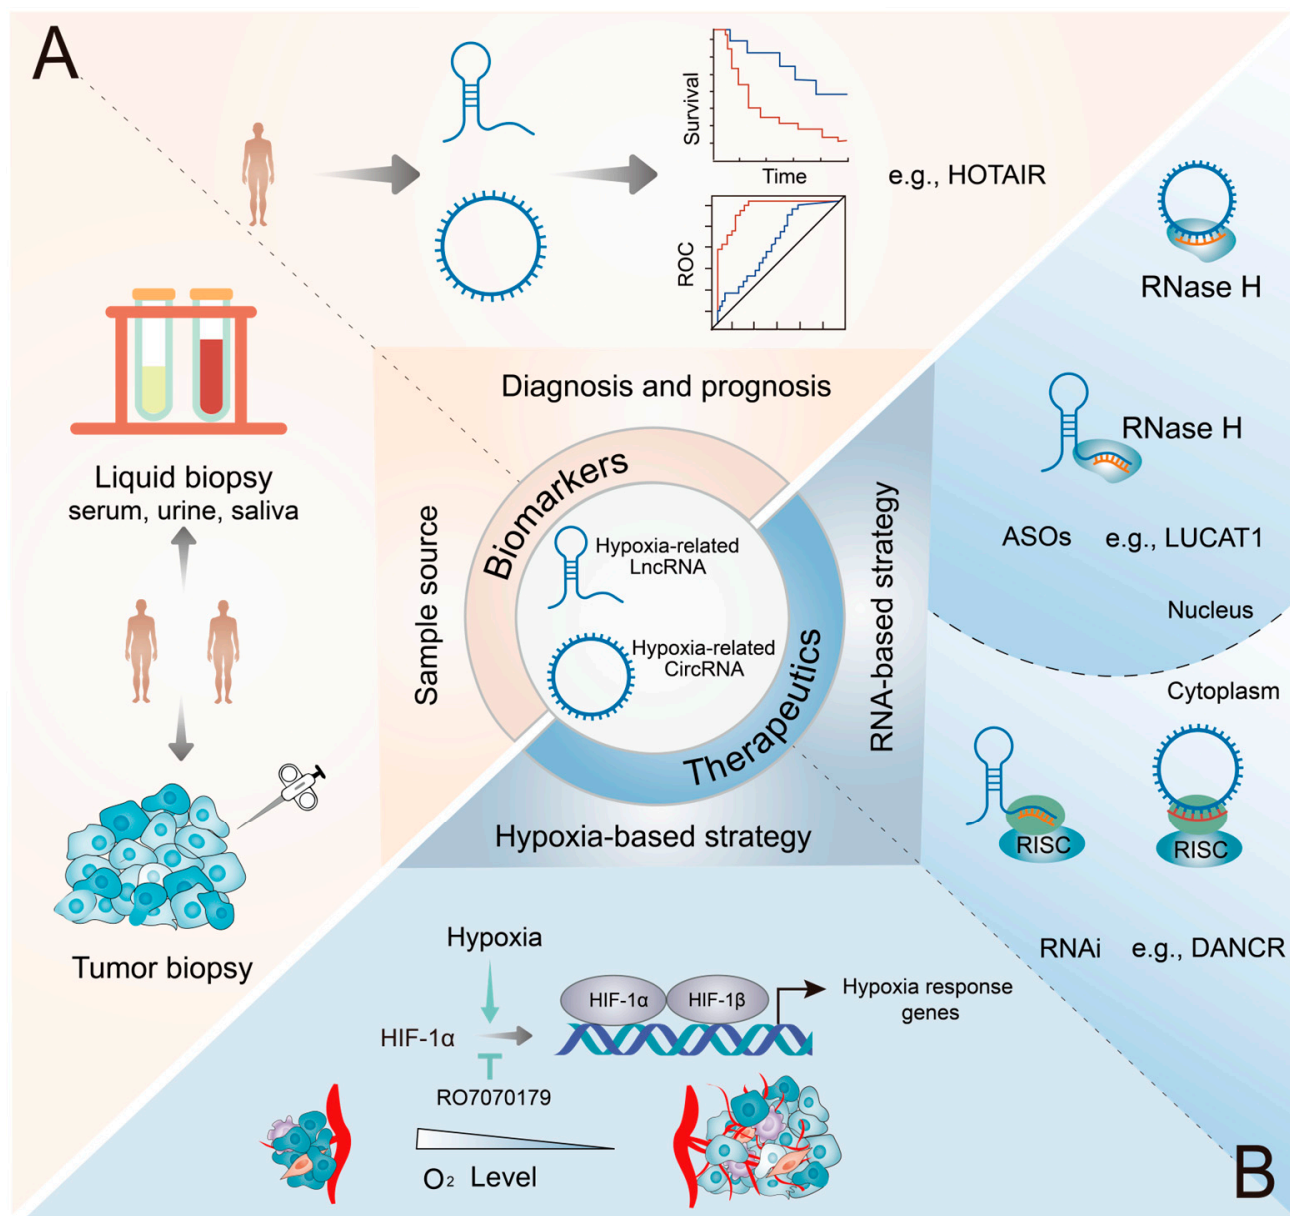 A
Survival
Time
ROC
e.g., HOTAIR
Diagnosis and prognosis
Liquid biopsy
serum, urine, saliva
Tumor biopsy
Sample source
Biomarkers
Hypoxia-related
LncRNA
Hypoxia-related
CircRNA
Therapeutics
RNA-based strategy
Hypoxia-based strategy
RNase H
RNase H
ASOs e.g., LUCAT1
Nucleus
Cytoplasm
RISC
RISC
RNAi e.g., DANCR
Hypoxia
HIF-1α
RO7070179
HIF-1α
HIF-1β
Hypoxia response
genes
O₂ Level
B